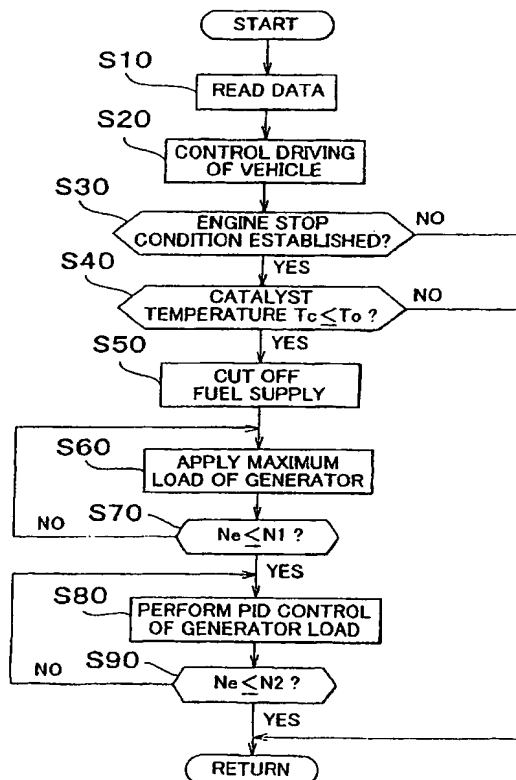 START
S10
READ DATA
S20
CONTROL DRIVING
OF VEHICLE
S30
ENGINE STOP
CONDITION ESTABLISHED?
NO
YES
S40
CATALYST
TEMPERATURE Tc≦To ?
NO
YES
S50
CUT OFF
FUEL SUPPLY
S60
APPLY MAXIMUM
LOAD OF GENERATOR
S70
NO
Ne≦N1 ?
YES
S80
PERFORM PID CONTROL
OF GENERATOR LOAD
S90
NO
Ne≦N2 ?
YES
RETURN